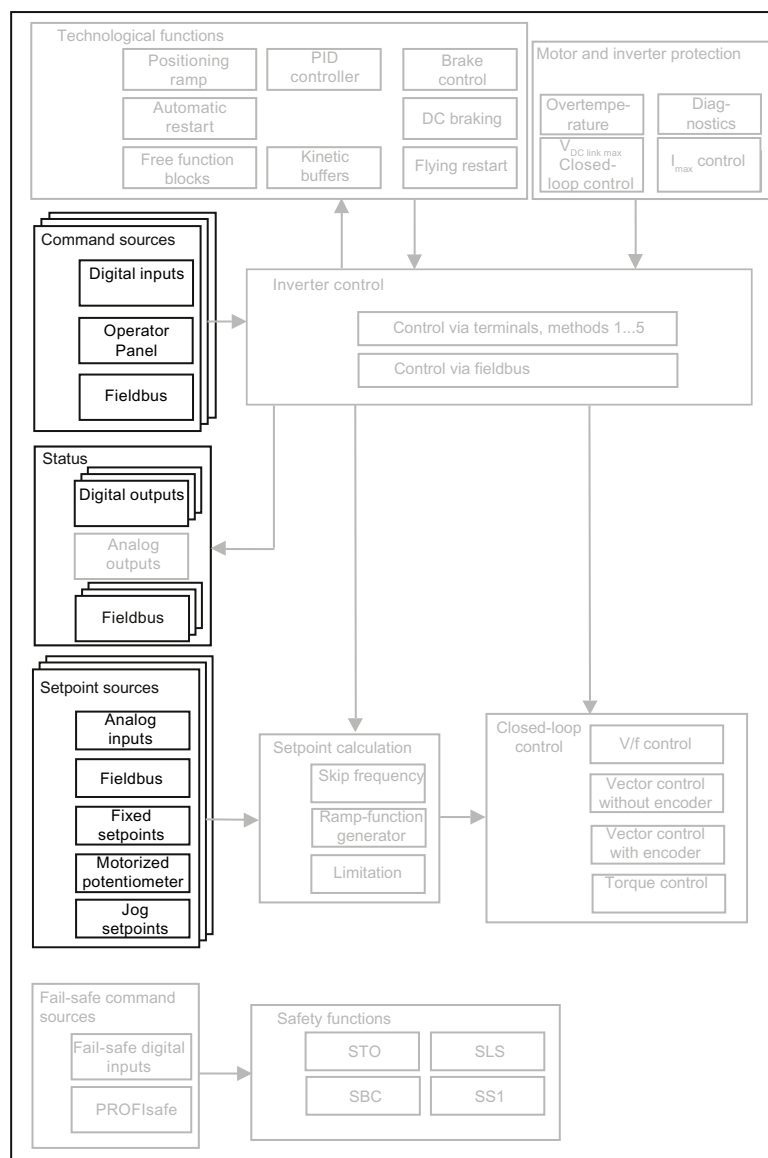 Technological functions
Positioning
ramp
PID
controller
Brake
control
Automatic
restart
DC braking
Free function
blocks
Kinetic
buffers
Flying restart
Motor and inverter protection
Overtempe-
rature
Diag-
nostics
VDC link max
Closed-
loop control
Imax control
Command sources
Digital inputs
Operator
Panel
Fieldbus
Inverter control
Control via terminals, methods 1...5
Control via fieldbus
Status
Digital outputs
Analog
outputs
Fieldbus
Setpoint sources
Analog
inputs
Fieldbus
Fixed
setpoints
Motorized
potentiometer
Jog
setpoints
Setpoint calculation
Skip frequency
Ramp-function
generator
Limitation
Closed-loop
control
V/f control
Vector control
without encoder
Vector control
with encoder
Torque control
Fail-safe command
sources
Fail-safe digital
inputs
PROFIsafe
Safety functions
STO
SLS
SBC
SS1